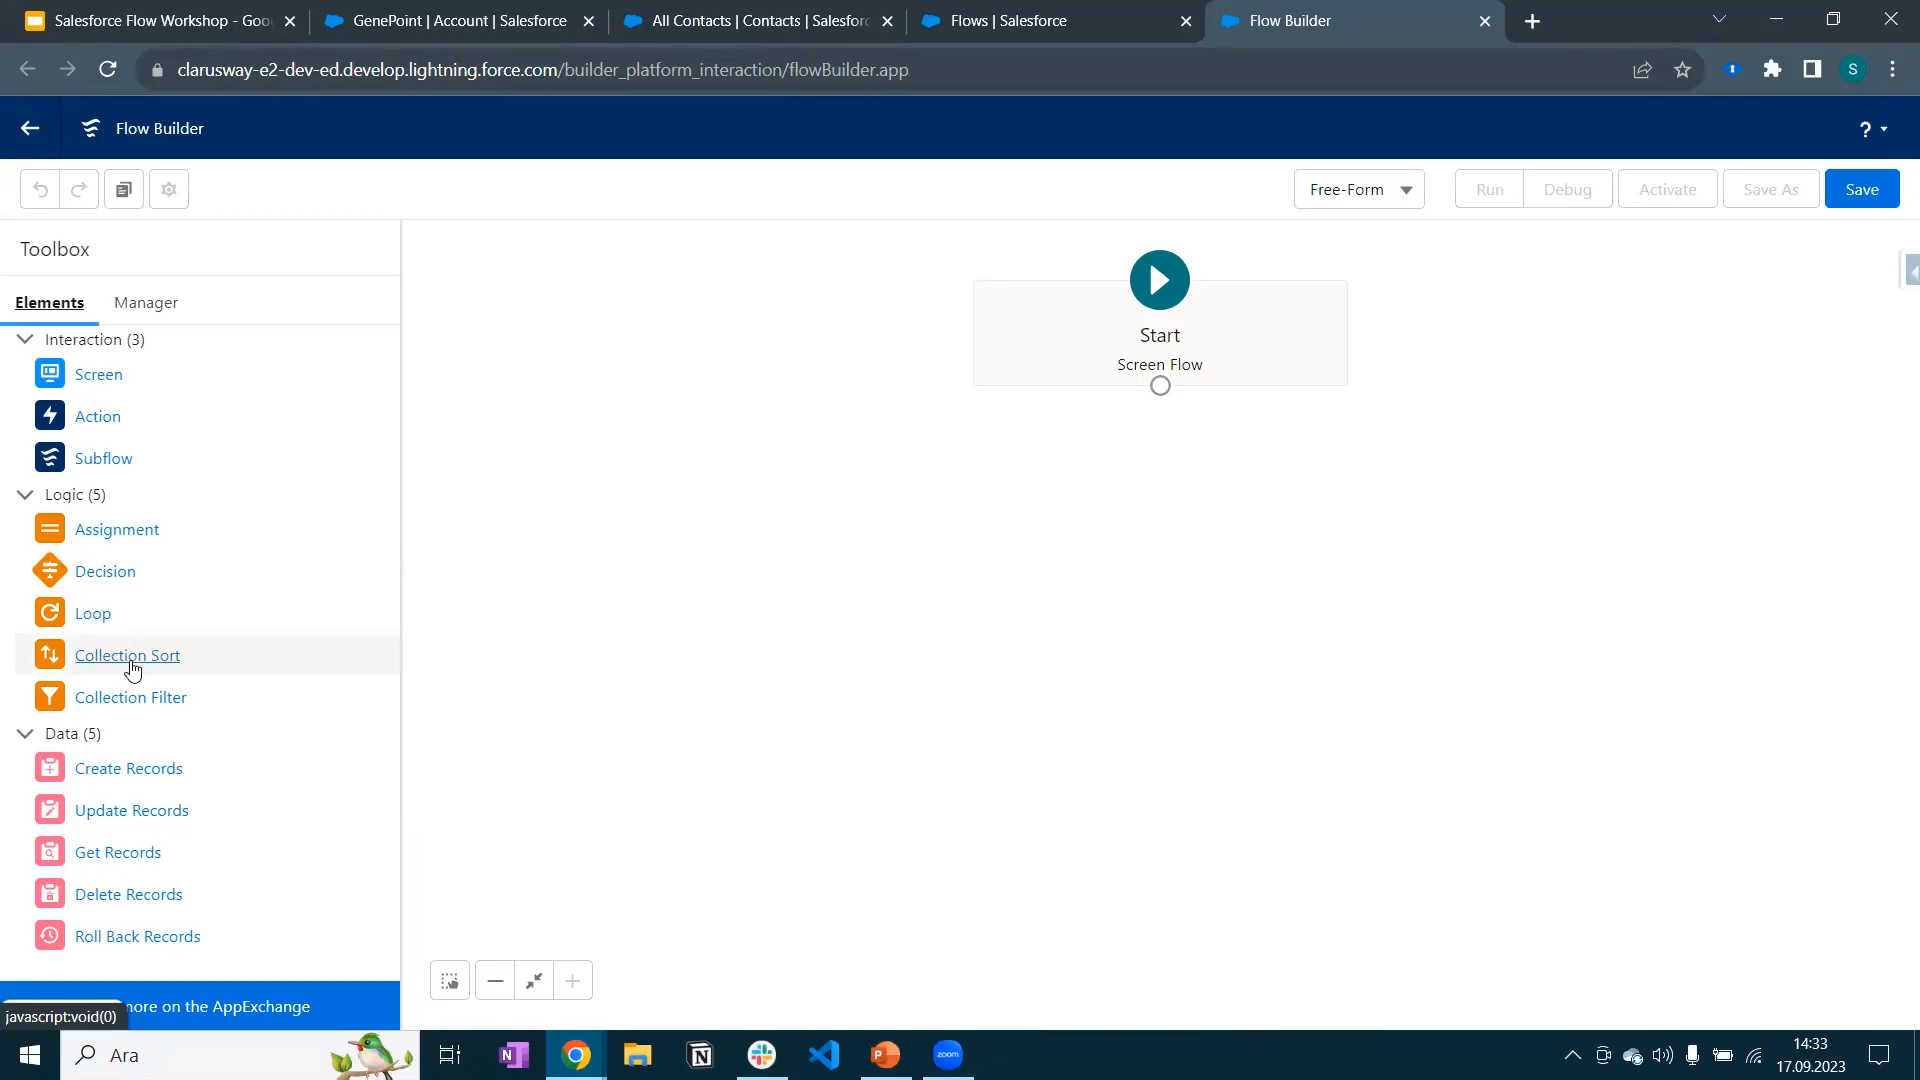 Salesforce Flow Workshop - Goo
GenePoint | Account | Salesforce
All Contacts | Contacts | Salesforc
Flows | Salesforce
Flow Builder
clarusway-e2-dev-ed.develop.lightning.force.com/builder_platform_interaction/flowBuilder.app
S
Flow Builder
?
Free-Form
Run
Debug
Activate
Save As
Save
Toolbox
Elements
Manager
Interaction (3)
Screen
Action
Subflow
Logic (5)
Assignment
Decision
Loop
Collection Sort
Collection Filter
Data (5)
Create Records
Update Records
Get Records
Delete Records
Roll Back Records
Start
Screen Flow
more on the AppExchange
javascript:void(0)
Ara
zoom
14:33
17.09.2023